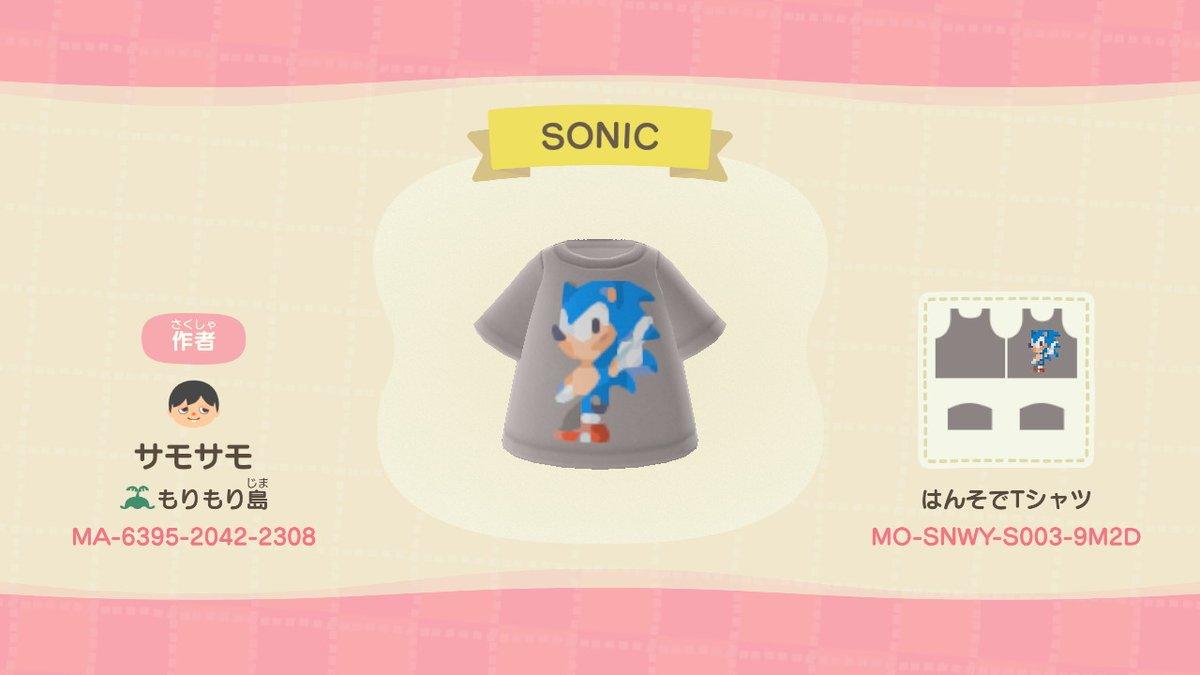 SONIC
さくしゃ
作者
サモサモ
じま
もりもり島
MA-6395-2042-2308
はんそでTシャツ
MO-SNWY-S003-9M2D